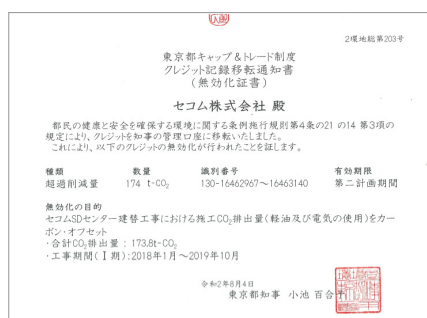 2環地総第203号
東京都キャップ&トレード制度
クレジット記録移転通知書
(無効化証書)
セコム株式会社 殿
都民の健康と安全を確保する環境に関する条例施行規則第4条の21 の14 第3項の
規定により、クレジットを知事の管理口座に移転いたしました。
これにより、以下のクレジットの無効化が行われたことを証します。
種類 数量 識別番号 有効期限
超過削減量 174 t-CO₂ 130-16462967～16463140 第二計画期間
無効化の目的
セコムSDセンター建替工事における施工CO₂排出量(軽油及び電気の使用)をカー
ボン・オフセット
・合計CO₂排出量 : 173.8t-CO₂
・工事期間(Ⅰ期):2018年1月～2019年10月
令和2年8月4日
東京都知事 小池 百合子